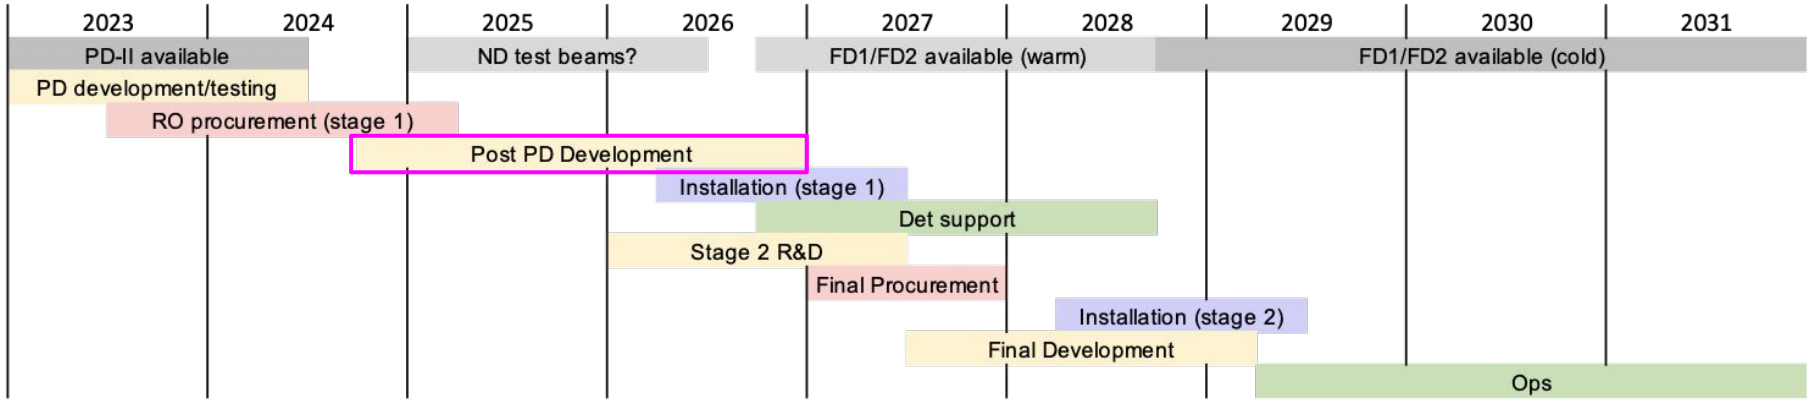 2023 2024 2025 2026 2027 2028 2029 2030 2031
PD-II available ND test beams? FD1/FD2 available (warm) FD1/FD2 available (cold)
PD development/testing
RO procurement (stage 1)
Post PD Development
Installation (stage 1)
Det support
Stage 2 R&D
Final Procurement
Installation (stage 2)
Final Development
Ops